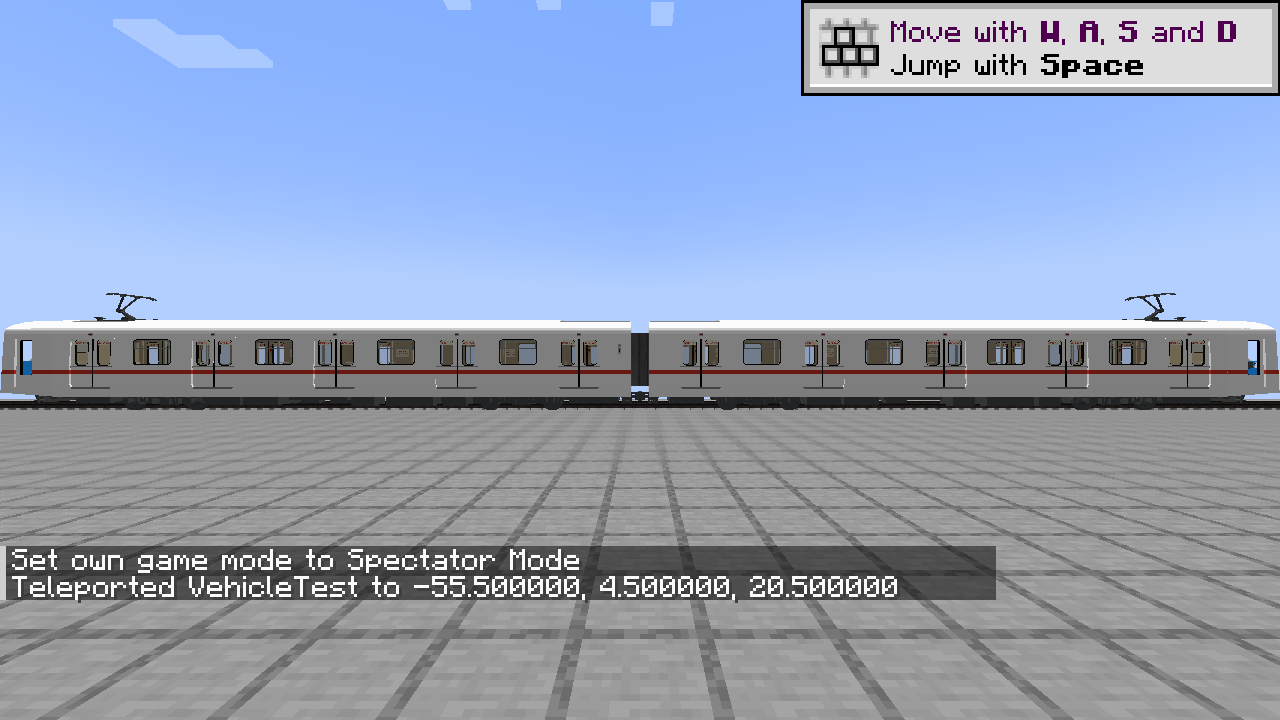 Move with W, A, S and D
Jump with Space
Set own game mode to Spectator Mode
Teleported VehicleTest to -55.500000, 4.500000, 20.500000